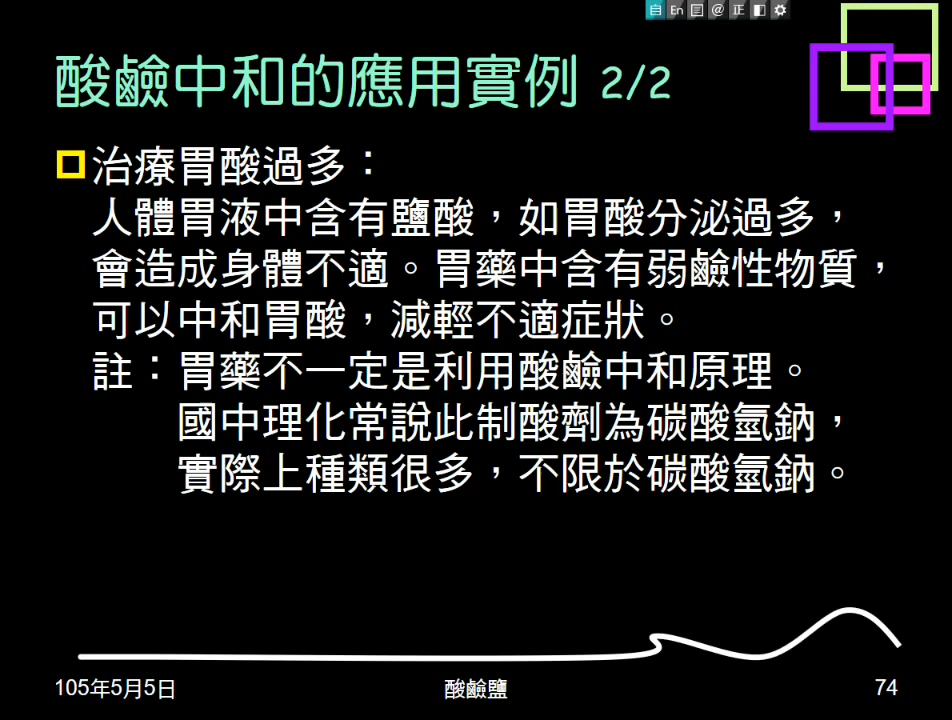 自 En @ 正
酸鹼中和的應用實例 2/2
治療胃酸過多：
人體胃液中含有鹽酸，如胃酸分泌過多，
會造成身體不適。胃藥中含有弱鹼性物質，
可以中和胃酸，減輕不適症狀。
註：胃藥不一定是利用酸鹼中和原理。
國中理化常說此制酸劑為碳酸氫鈉，
實際上種類很多，不限於碳酸氫鈉。
105年5月5日 酸鹼鹽 74